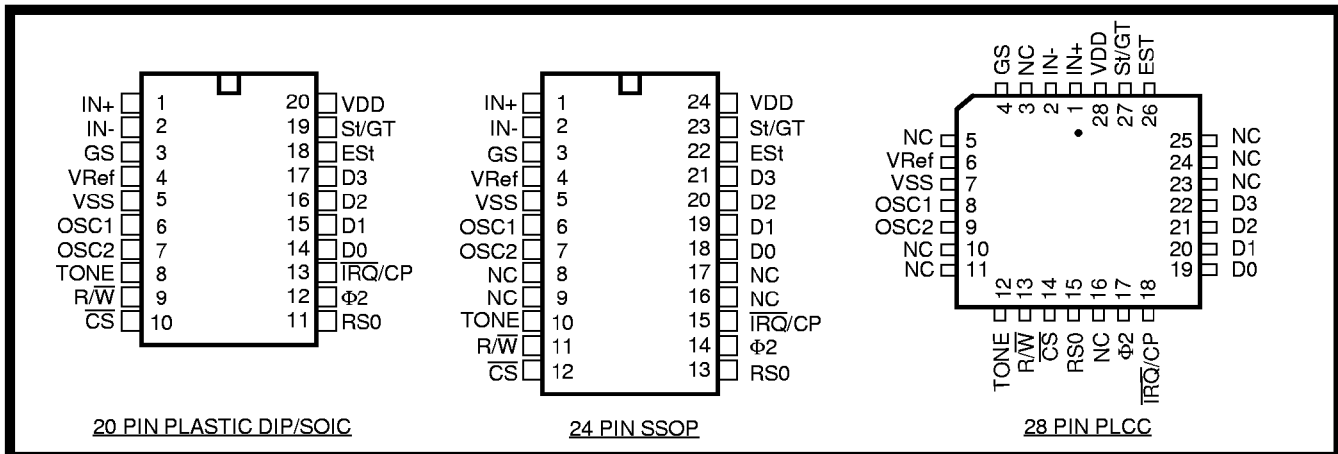 IN+ 1 20 VDD
IN- 2 19 St/GT
GS 3 18 ESt
VRef 4 17 D3
VSS 5 16 D2
OSC1 6 15 D1
OSC2 7 14 D0
TONE 8 13 I̅R̅Q̅/CP
R/W̅ 9 12 Φ2
C̅S̅ 10 11 RS0
20 PIN PLASTIC DIP/SOIC
IN+ 1 24 VDD
IN- 2 23 St/GT
GS 3 22 ESt
VRef 4 21 D3
VSS 5 20 D2
OSC1 6 19 D1
OSC2 7 18 D0
NC 8 17 NC
NC 9 16 NC
TONE 10 15 I̅R̅Q̅/CP
R/W̅ 11 14 Φ2
C̅S̅ 12 13 RS0
24 PIN SSOP
GS NC IN- IN+ VDD St/GT EST
4 3 2 1 28 27 26
NC 5 25 NC
VRef 6 24 NC
VSS 7 23 NC
OSC1 8 22 D3
OSC2 9 21 D2
NC 10 20 D1
NC 11 19 D0
12 13 14 15 16 17 18
TONE R/W̅ C̅S̅ RS0 NC Φ2 I̅R̅Q̅/CP
28 PIN PLCC